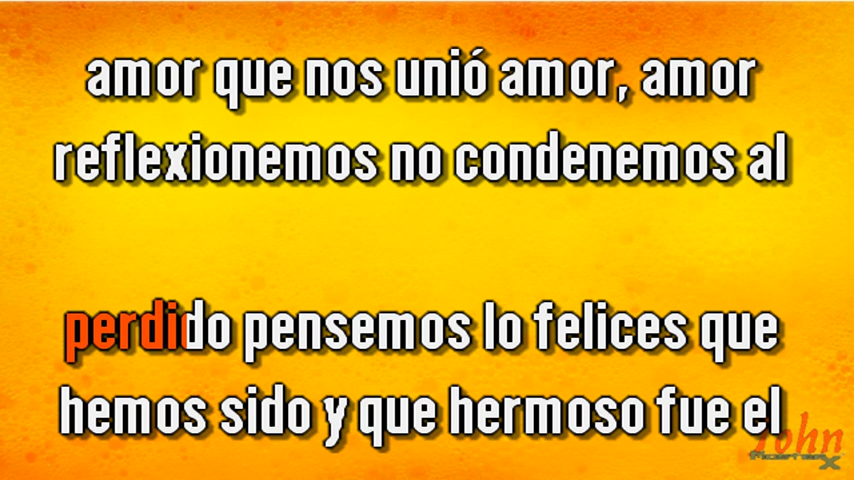 amor que nos unió amor, amor
reflexionemos no condenemos al
perdido pensemos lo felices que
hemos sido y que hermoso fue el
John